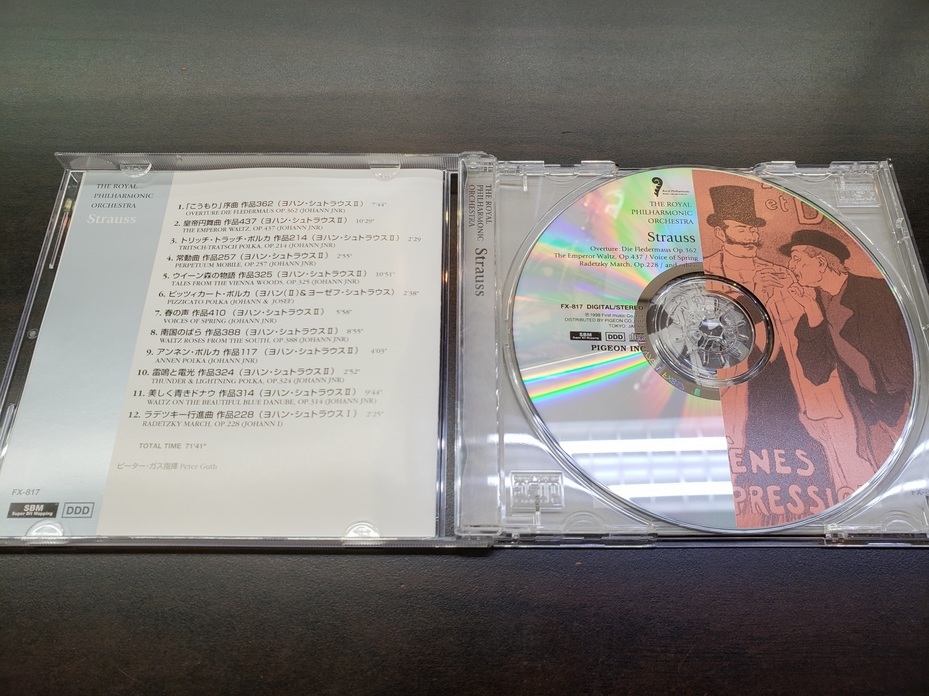 THE ROYAL
PHILHARMONIC
ORCHESTRA
Strauss
1. 「こうもり」序曲 作品362（ヨハン・シュトラウスⅡ） 7'44"
OVERTURE DIE FLEDERMAUS OP.362 (JOHANN JNR)
2. 皇帝円舞曲 作品437（ヨハン・シュトラウスⅡ） 10'29"
THE EMPEROR WALTZ, OP.437 (JOHANN JNR)
3. トリッチ・トラッチ・ポルカ 作品214（ヨハン・シュトラウスⅡ） 2'29
TRITSCH-TRATSCH POLKA, OP.214 (JOHANN JNR)
4. 常動曲 作品257（ヨハン・シュトラウスⅡ） 2'55"
PERPETUUM MOBILE, OP.257 (JOHANN JNR)
5. ウイーン森の物語 作品325（ヨハン・シュトラウスⅡ） 10'51"
TALES FROM THE VIENNA WOODS, OP.325 (JOHANN JNR)
6. ピッツィカート・ポルカ（ヨハン(Ⅱ)＆ヨーゼフ・シュトラウス） 2'38"
PIZZICATO POLKA (JOHANN & JOSEF)
7. 春の声 作品410（ヨハン・シュトラウスⅡ） 5'56"
VOICES OF SPRING (JOHANN JNR)
8. 南国のばら 作品388（ヨハン・シュトラウスⅡ） 8'55"
WALTZ ROSES FROM THE SOUTH, OP.388 (JOHANN JNR)
9. アンネン・ポルカ 作品117（ヨハン・シュトラウスⅡ） 4'03"
ANNEN POLKA (JOHANN JNR)
10. 雷鳴と電光 作品324（ヨハン・シュトラウスⅡ） 2'52"
THUNDER & LIGHTNING POLKA, OP.324 (JOHANN JNR)
11. 美しく青きドナウ 作品314（ヨハン・シュトラウスⅡ） 9'44"
WALTZ ON THE BEAUTIFUL BLUE DANUBE, OP.314 (JOHANN JNR)
12. ラデツキー行進曲 作品228（ヨハン・シュトラウスⅠ） 2'25"
RADETZKY MARCH, OP.228 (JOHANN I)
TOTAL TIME 71'41"
ピーター・ガス指揮 Peter Guth
FX-817
SBM
Super Bit Mapping
DDD
THE ROYAL
PHILHARMONIC
ORCHESTRA
Strauss
THE ROYAL
PHILHARMONIC
ORCHESTRA
Strauss
Overture: Die Fledermaus Op.362
The Emperor Waltz, Op.437 / Voice of Spring
Radetzky March, Op.228 / and
FX-817 DIGITAL/STEREO
DISTRIBUTED BY PIGEON CO.
TOKYO,
SBM
Super Bit Mapping
DDD
PIGEON INC
et D
ENES
PRESSIO